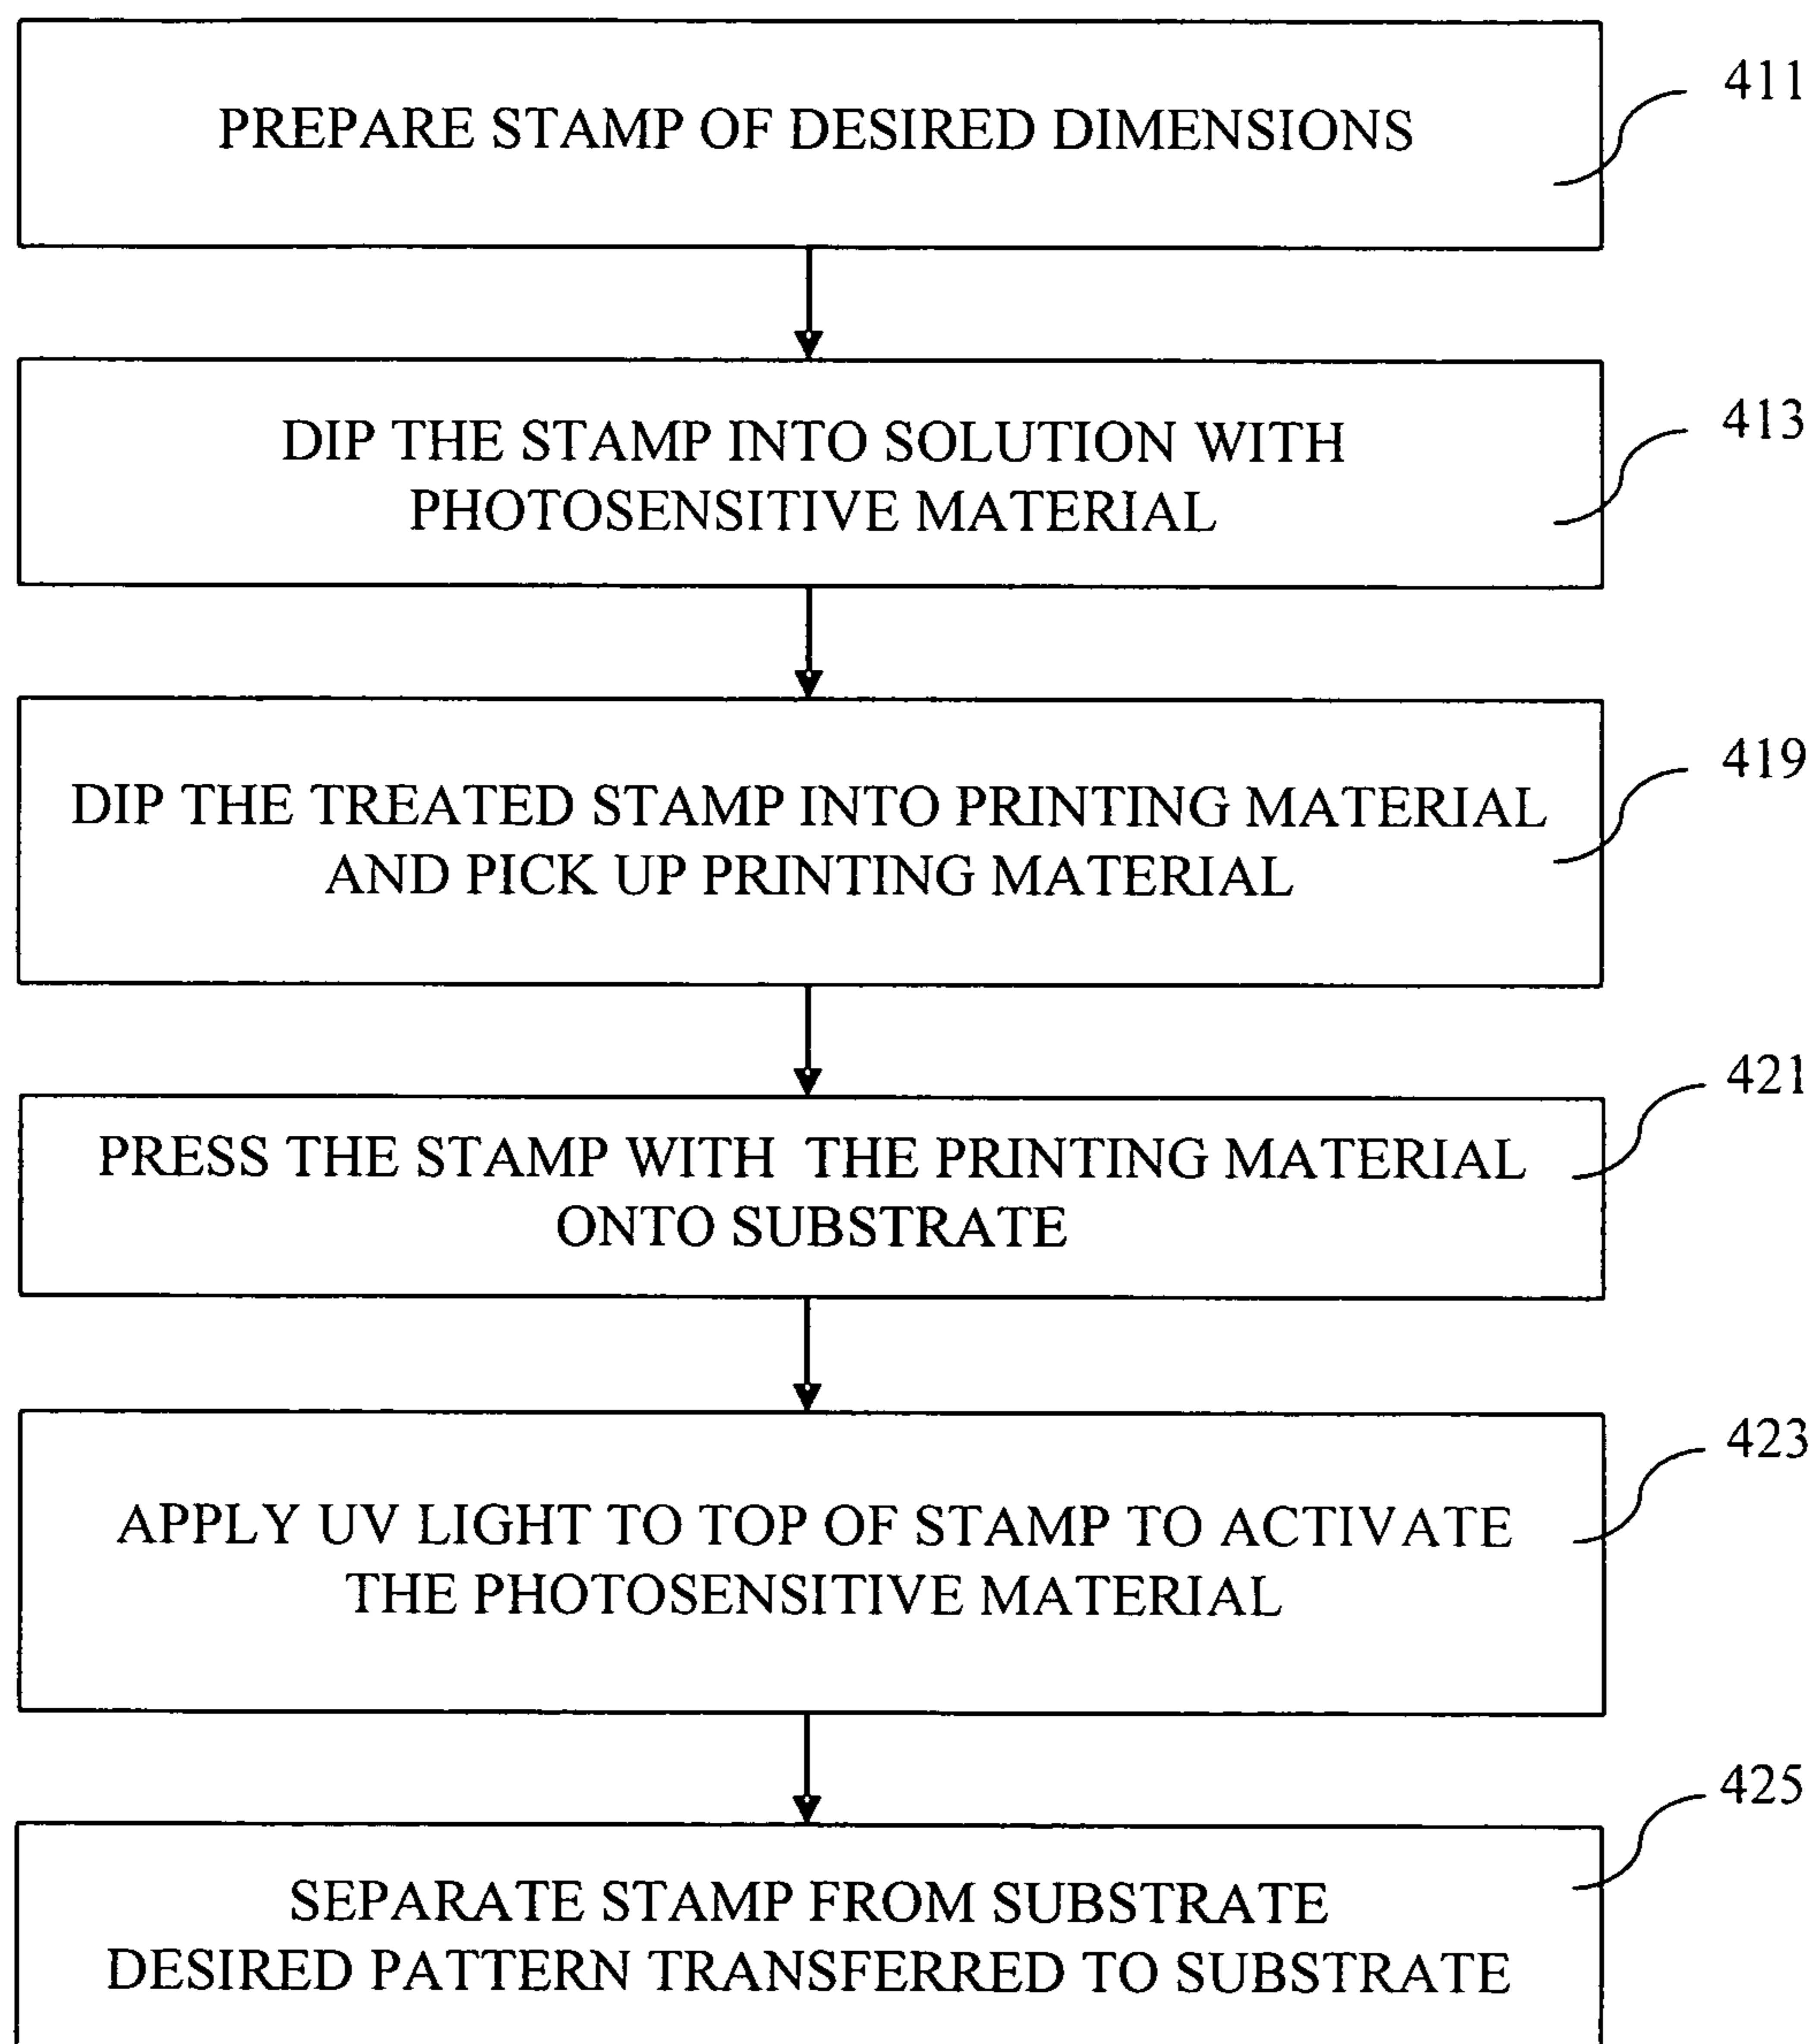 PREPARE STAMP OF DESIRED DIMENSIONS
411
DIP THE STAMP INTO SOLUTION WITH
PHOTOSENSITIVE MATERIAL
413
DIP THE TREATED STAMP INTO PRINTING MATERIAL
AND PICK UP PRINTING MATERIAL
419
PRESS THE STAMP WITH THE PRINTING MATERIAL
ONTO SUBSTRATE
421
APPLY UV LIGHT TO TOP OF STAMP TO ACTIVATE
THE PHOTOSENSITIVE MATERIAL
423
SEPARATE STAMP FROM SUBSTRATE
DESIRED PATTERN TRANSFERRED TO SUBSTRATE
425